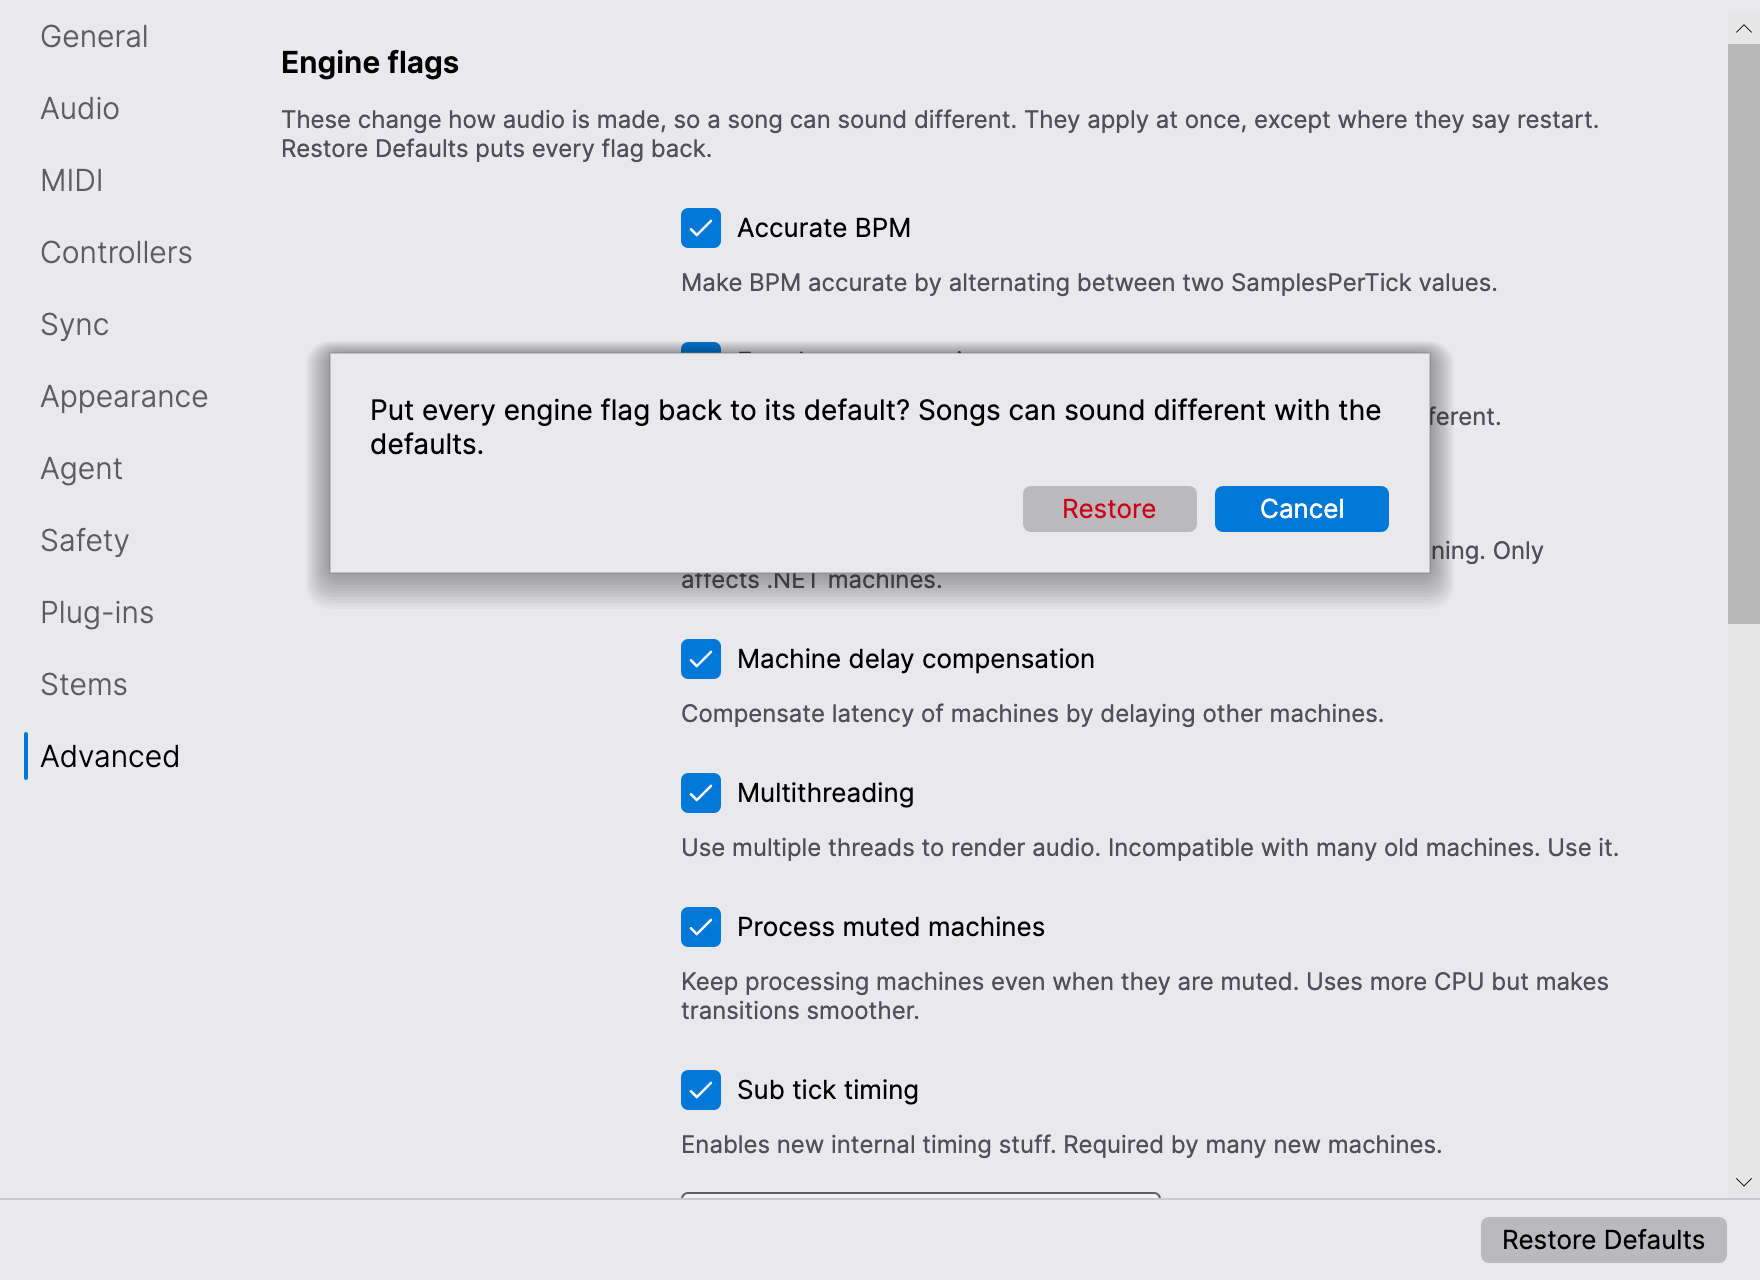 General
Audio
MIDI
Controllers
Sync
Appearance
Agent
Safety
Plug-ins
Stems
Advanced
Engine flags
These change how audio is made, so a song can sound different. They apply at once, except where they say restart.
Restore Defaults puts every flag back.
Accurate BPM
Make BPM accurate by alternating between two SamplesPerTick values.
Put every engine flag back to its default? Songs can sound different with the
defaults.
Restore
Cancel
Only
affects .NET machines.
Machine delay compensation
Compensate latency of machines by delaying other machines.
Multithreading
Use multiple threads to render audio. Incompatible with many old machines. Use it.
Process muted machines
Keep processing machines even when they are muted. Uses more CPU but makes
transitions smoother.
Sub tick timing
Enables new internal timing stuff. Required by many new machines.
Restore Defaults